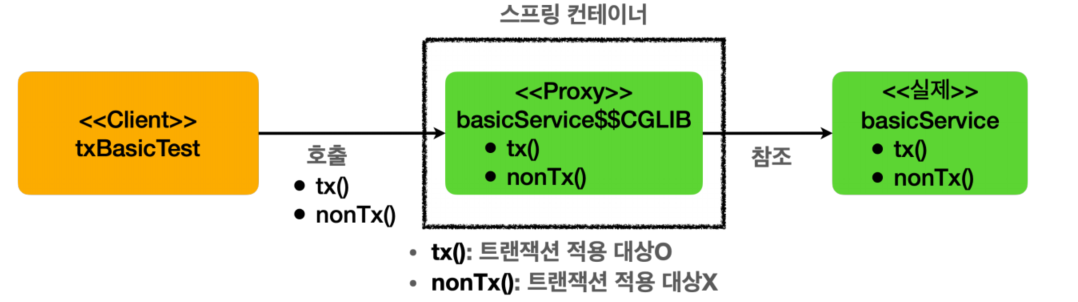 스프링 컨테이너
<<Client>>
txBasicTest
호출
• tx()
• nonTx()
<<Proxy>>
basicService$$CGLIB
• tx()
• nonTx()
참조
<<실제>>
basicService
• tx()
• nonTx()
• tx(): 트랜잭션 적용 대상O
• nonTx(): 트랜잭션 적용 대상X